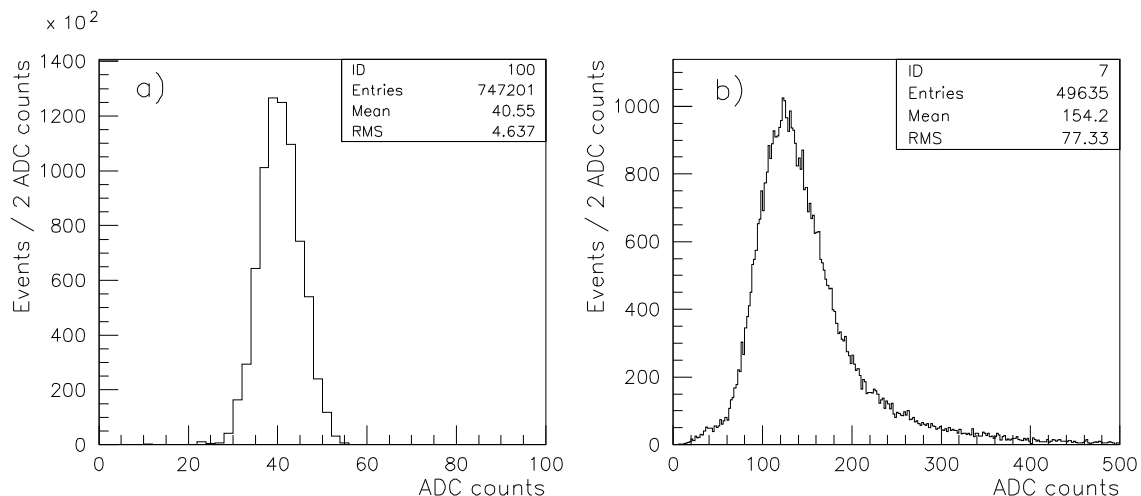 × 10²
a)
ID 100
Entries 747201
Mean 40.55
RMS 4.637
Events / 2 ADC counts
1400
1200
1000
800
600
400
200
0
0 20 40 60 80 100
ADC counts
b)
ID 7
Entries 49635
Mean 154.2
RMS 77.33
Events / 2 ADC counts
1000
800
600
400
200
0
0 100 200 300 400 500
ADC counts